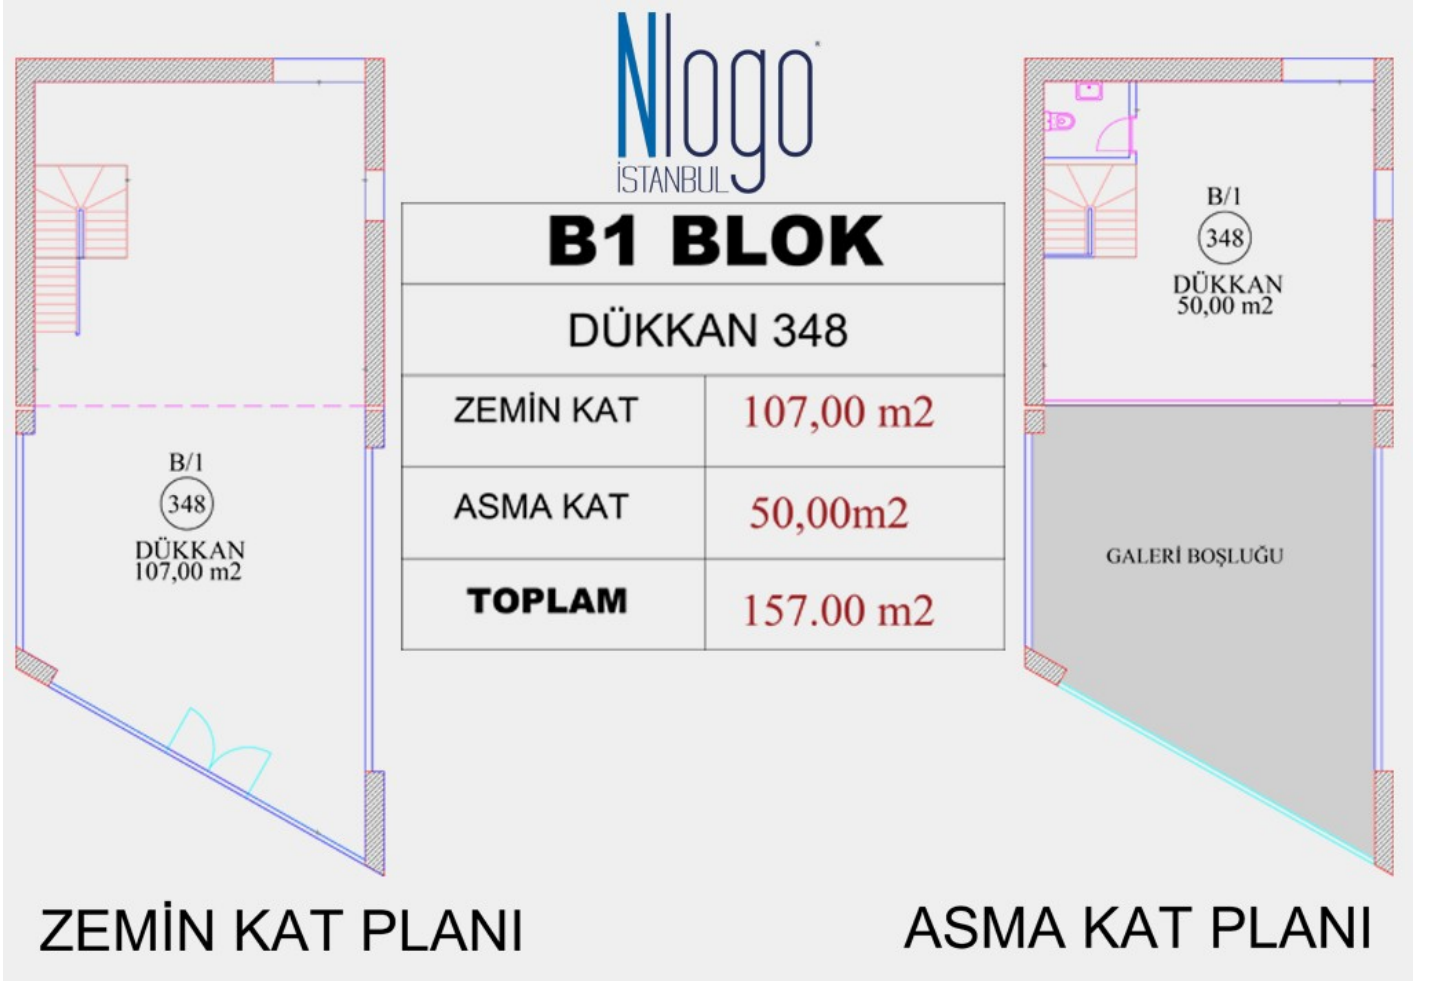 Nlogo
İSTANBUL
B1 BLOK
DÜKKAN 348
ZEMİN KAT 107,00 m2
ASMA KAT 50,00m2
TOPLAM 157.00 m2
B/1
348
DÜKKAN
107,00 m2
ZEMİN KAT PLANI
B/1
348
DÜKKAN
50,00 m2
GALERİ BOŞLUĞU
ASMA KAT PLANI